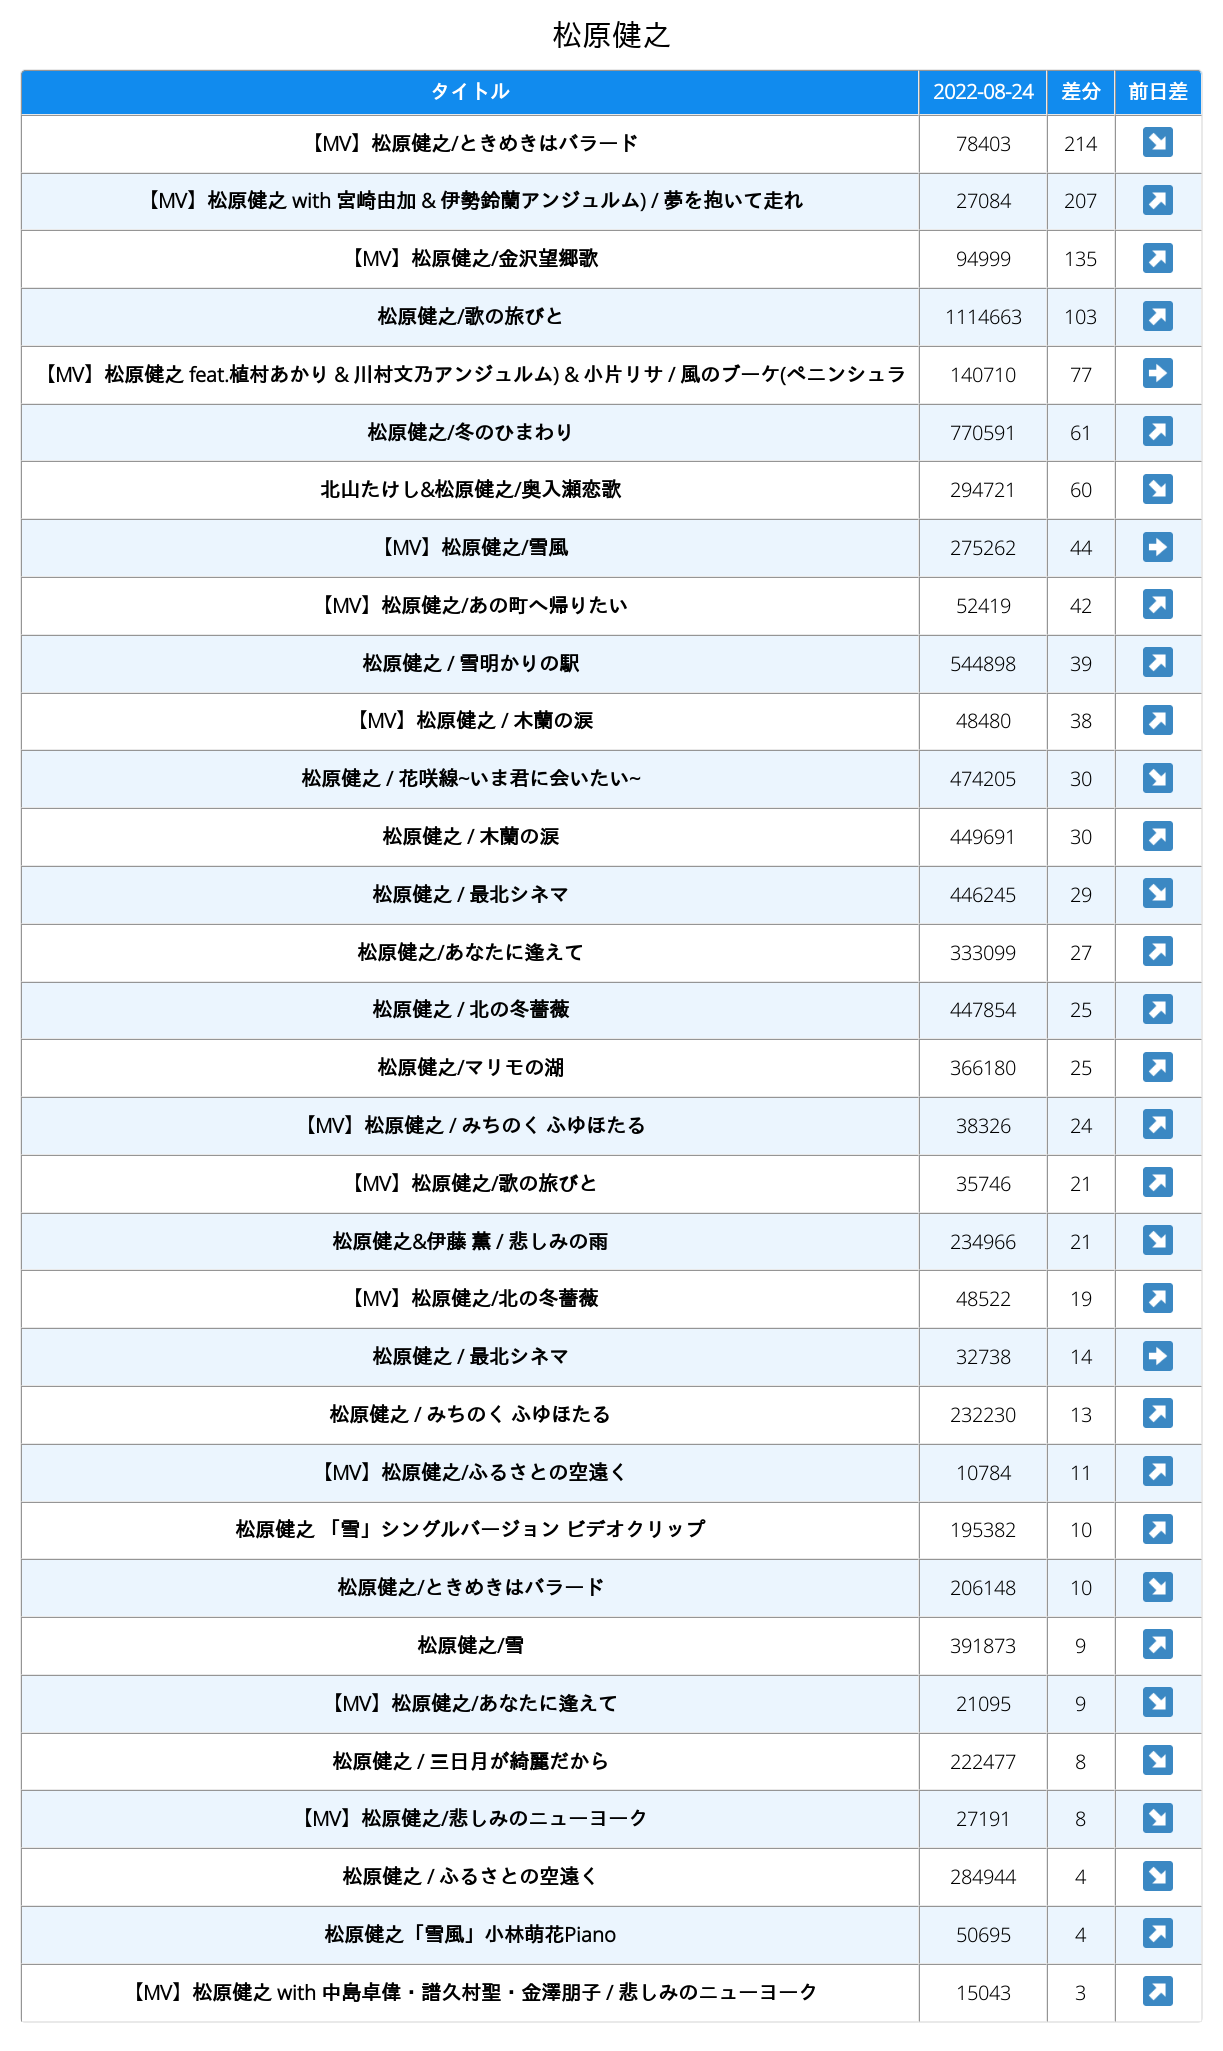 松原健之
タイトル 2022-08-24 差分 前日差
【MV】松原健之/ときめきはバラード 78403 214 ↘
【MV】松原健之 with 宮崎由加 & 伊勢鈴蘭アンジュルム) / 夢を抱いて走れ 27084 207 ↗
【MV】松原健之/金沢望郷歌 94999 135 ↗
松原健之/歌の旅びと 1114663 103 ↗
【MV】松原健之 feat.植村あかり & 川村文乃アンジュルム) & 小片リサ / 風のブーケ(ペニンシュラ 140710 77 ➡
松原健之/冬のひまわり 770591 61 ↗
北山たけし&松原健之/奥入瀬恋歌 294721 60 ↘
【MV】松原健之/雪風 275262 44 ➡
【MV】松原健之/あの町へ帰りたい 52419 42 ↗
松原健之 / 雪明かりの駅 544898 39 ↗
【MV】松原健之 / 木蘭の涙 48480 38 ↗
松原健之 / 花咲線~いま君に会いたい~ 474205 30 ↘
松原健之 / 木蘭の涙 449691 30 ↗
松原健之 / 最北シネマ 446245 29 ↘
松原健之/あなたに逢えて 333099 27 ↗
松原健之 / 北の冬薔薇 447854 25 ↗
松原健之/マリモの湖 366180 25 ↗
【MV】松原健之 / みちのく ふゆほたる 38326 24 ↗
【MV】松原健之/歌の旅びと 35746 21 ↗
松原健之&伊藤 薫 / 悲しみの雨 234966 21 ↘
【MV】松原健之/北の冬薔薇 48522 19 ↗
松原健之 / 最北シネマ 32738 14 ➡
松原健之 / みちのく ふゆほたる 232230 13 ↗
【MV】松原健之/ふるさとの空遠く 10784 11 ↗
松原健之 「雪」シングルバージョン ビデオクリップ 195382 10 ↗
松原健之/ときめきはバラード 206148 10 ↘
松原健之/雪 391873 9 ↗
【MV】松原健之/あなたに逢えて 21095 9 ↘
松原健之 / 三日月が綺麗だから 222477 8 ↘
【MV】松原健之/悲しみのニューヨーク 27191 8 ↘
松原健之 / ふるさとの空遠く 284944 4 ↘
松原健之「雪風」小林萌花Piano 50695 4 ↗
【MV】松原健之 with 中島卓偉・譜久村聖・金澤朋子 / 悲しみのニューヨーク 15043 3 ↗